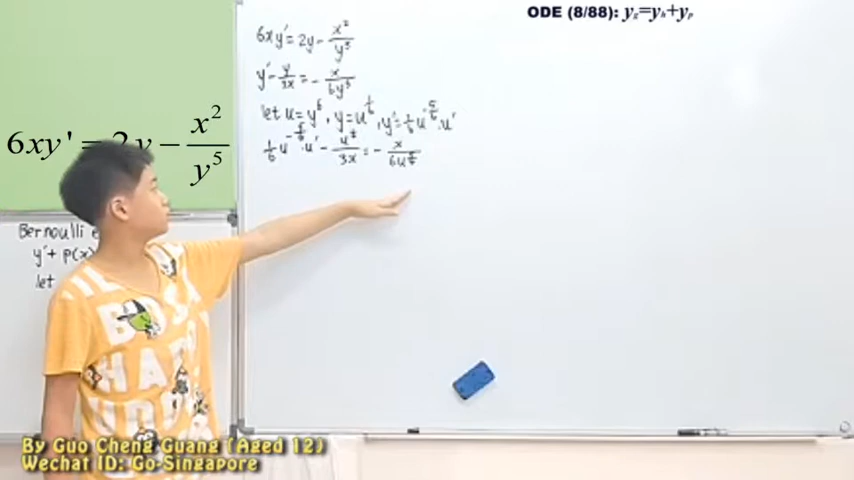 ODE (8/88): y_g=y_h+y_p
6xy' = 2y - x²/y⁵
6xy' = 2y - x²/y⁵
y' - y/3x = - x/6y⁵
let u = y⁶, y = u^(1/6), y' = 1/6 u^(-5/6) · u'
1/6 u^(-5/6) · u' - u^(1/6)/3x = - x/6u^(5/6)
Bernoulli
y' + p(x)
let
By Guo Cheng Guang (Aged 12)
Wechat ID: Go-Singapore